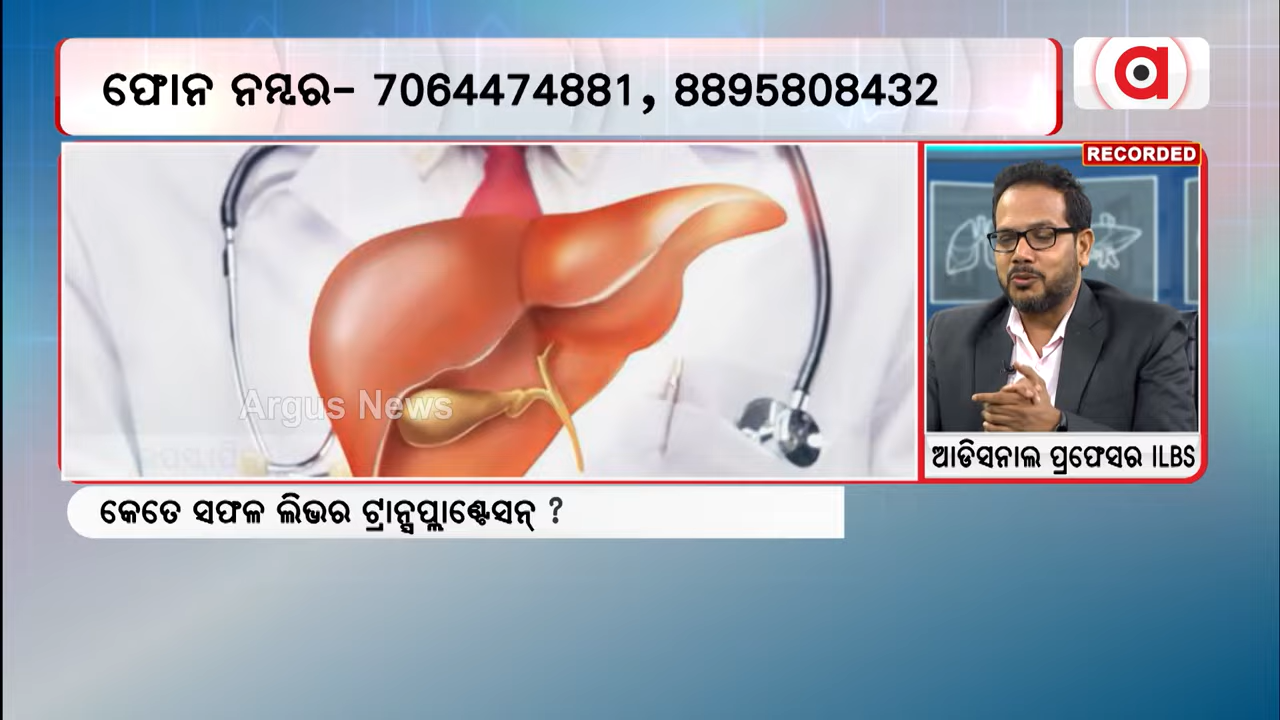 ଫୋନ ନମ୍ବର- 7064474881, 8895808432
a
RECORDED
Argus News
ଆଡିସନାଲ ପ୍ରଫେସର ILBS
କେତେ ସଫଳ ଲିଭର ଟ୍ରାନ୍ସପ୍ଲାଣ୍ଟେସନ୍ ?